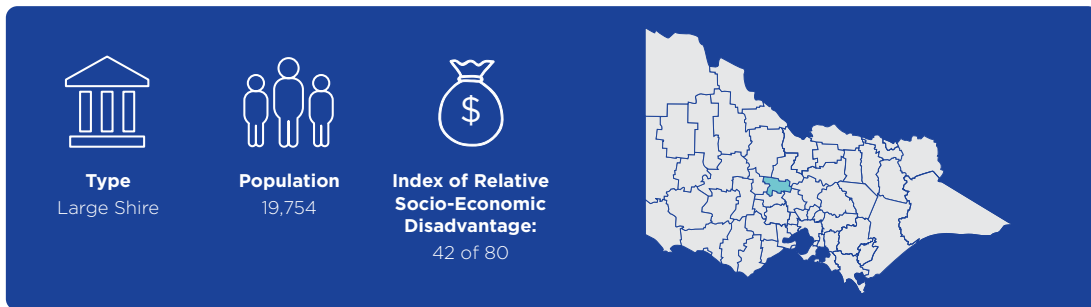 $
Type
Large Shire
Population
19,754
Index of Relative
Socio-Economic
Disadvantage:
42 of 80